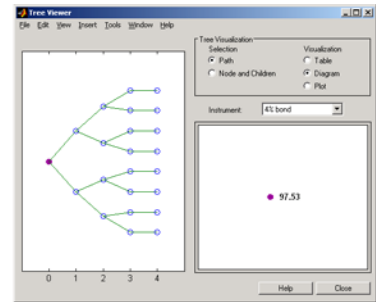 Tree Viewer
File Edit View Insert Tools Window Help
Tree Visualization
Selection
Visualization
Path
Table
Node and Children
Diagram
Plot
Instrument:
4% bond
97.53
0 1 2 3 4
Help
Close